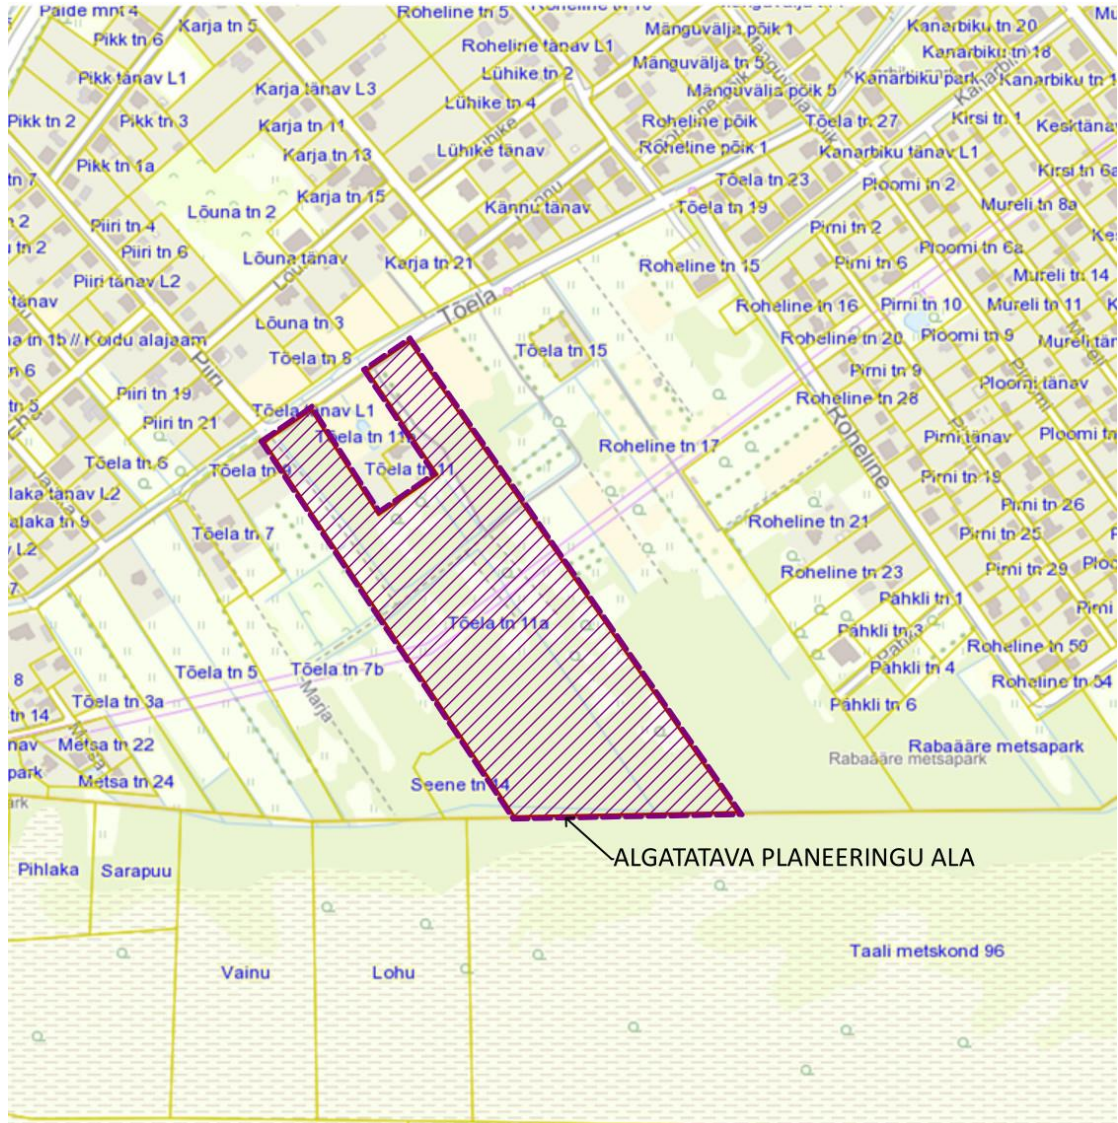 Paide mnt 4
Karja tn 5
Roheline tn 5
Kanarbiku tn 20
Pikk tn 6
Roheline tänav L1
Mänguvälja põik 1
Kanarbiku tn 18
Pikk tänav L1
Lühike tn 2
Mänguvälja tn 5
Kanarbiku park
Karja tänav L3
Lühike tn 4
Mänguvälja põik 5
Pikk tn 2
Pikk tn 3
Karja tn 11
Lühike
Roheline põik
Tõela tn 27
Kirsi tn 1
Kesktänav
Karja tn 13
Lühike tänav
Roheline põik 1
Kanarbiku tänav L1
Pikk tn 1a
Kirsi tn 6a
tn 7
Karja tn 15
Tõela tn 23
Ploomi tn 2
Lõuna tn 2
Kännu tänav
Tõela tn 19
Mureli tn 8a
Piiri tn 4
Pirni tn 2
Piiri tn 6
Lõuna tänav
Karja tn 21
Roheline tn 15
Pirni tn 6
Ploomi tn 6a
Mureli tn 14
Piiri tänav L2
Tõela
Roheline tn 16
Pirni tn 10
Mureli tn 11
tänav
Lõuna tn 3
Roheline tn 20
Ploomi tn 9
na tn 1b // Koidu alajaam
Tõela tn 8
Tõela tn 15
Piiri
Pirni tn 9
Ploomi tänav
Piiri tn 19
Roheline tn 28
Tõela tänav L1
Piiri tn 21
Roheline
Tõela tn 11
Roheline tn 17
Pirni tänav
Tõela tn 6
Tõela tn 9
Pirni tn 19
Pirni tn 26
Tõela tn 7
Roheline tn 21
Pirni tn 25
Roheline tn 23
Pirni tn 29
Pähkli tn 1
Tõela tn 11a
Pähkli tn 3
Roheline tn 59
Tõela tn 5
Tõela tn 7b
Pähkli tn 4
Roheline tn 54
Marja
Tõela tn 3a
Pähkli tn 6
Metsa
Metsa tn 22
Rabaääre metsapark
Rabaääre metsapark
Metsa tn 24
Seene tn 14
ALGATATAVA PLANEERINGU ALA
Pihlaka
Sarapuu
Taali metskond 96
Vainu
Lohu